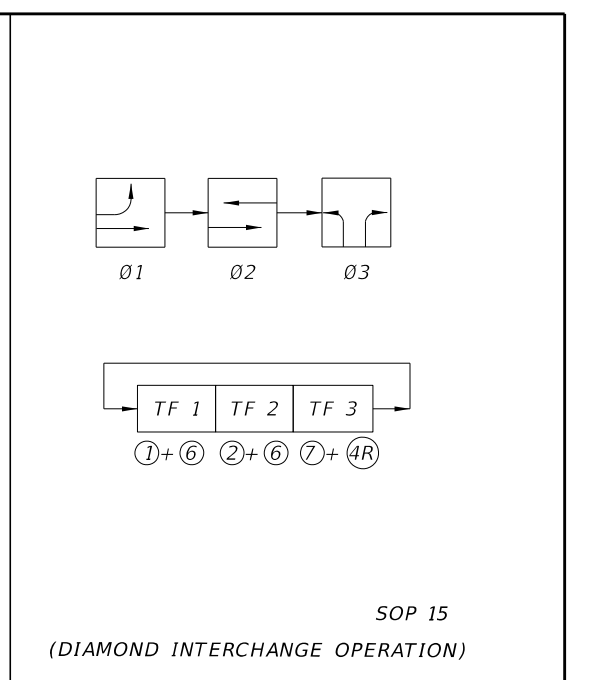 Ø1 Ø2 Ø3
TF 1 TF 2 TF 3
1+6 2+6 7+4R
SOP 15
(DIAMOND INTERCHANGE OPERATION)